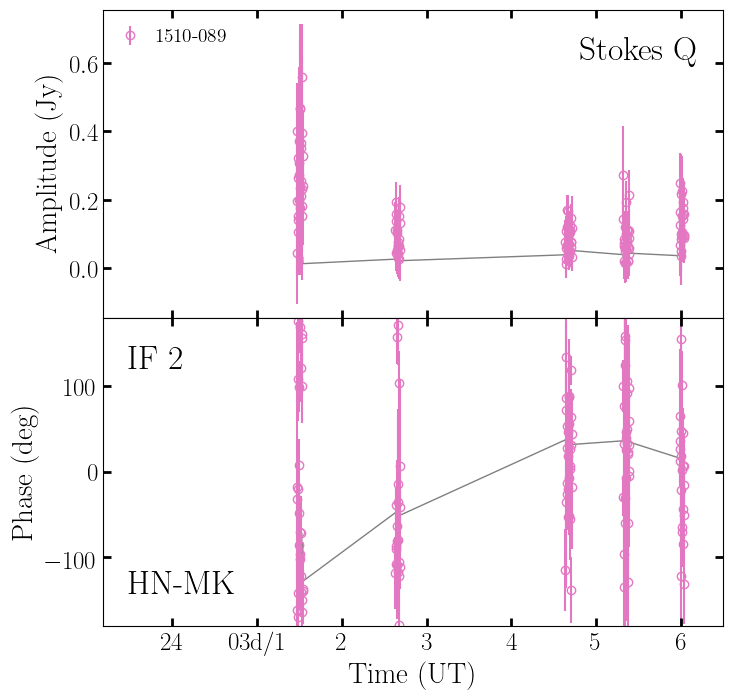 1510-089
Stokes Q
0.6
0.4
0.2
0.0
Amplitude (Jy)
IF 2
100
0
−100
Phase (deg)
HN-MK
24 03d/1 2 3 4 5 6
Time (UT)